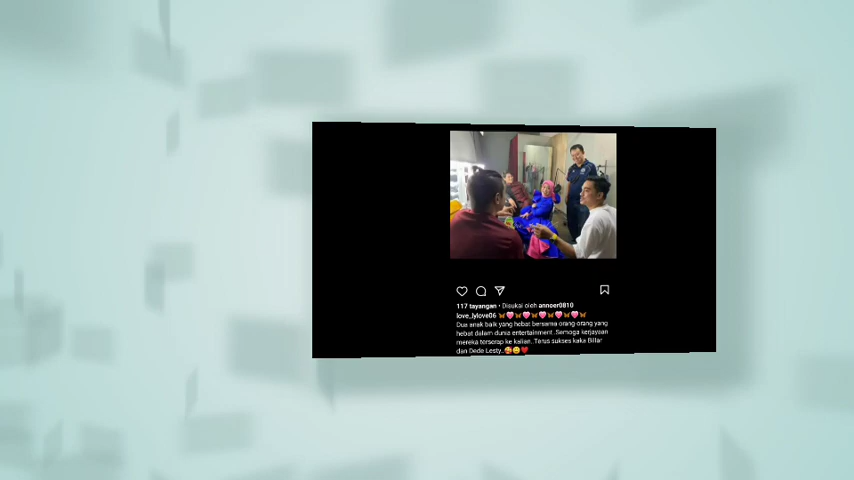 117 tayangan • Disukai oleh annoer0810
love_lylove06 🦋💗🦋💗🦋💗🦋💗🦋💗🦋
Dua anak baik yang hebat bersama orang orang yang
hebat dalam dunia entertainment .Semoga kerjayaan
mereka terserap ke kalian..Terus sukses kaka Billar
dan Dede Lesty..🥰😊❤️